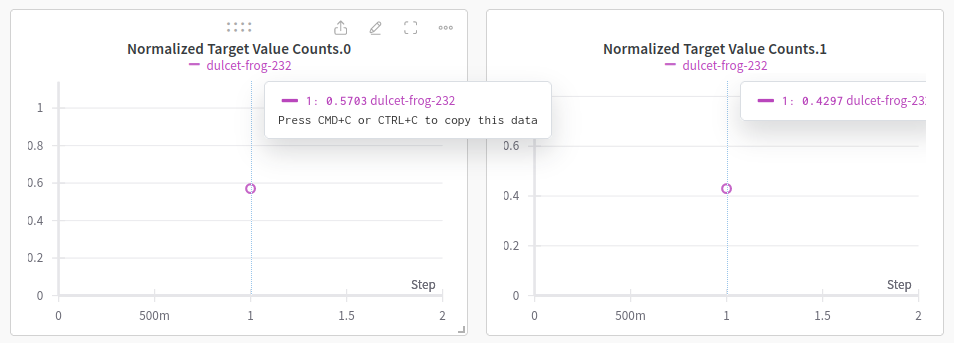 Normalized Target Value Counts.0
dulcet-frog-232
1: 0.5703 dulcet-frog-232
Press CMD+C or CTRL+C to copy this data
1
0.8
0.6
0.4
0.2
0
Step
0 500m 1 1.5 2
Normalized Target Value Counts.1
dulcet-frog-232
1: 0.4297 dulcet-frog-23
0.6
0.4
0.2
0
Step
0 500m 1 1.5 2